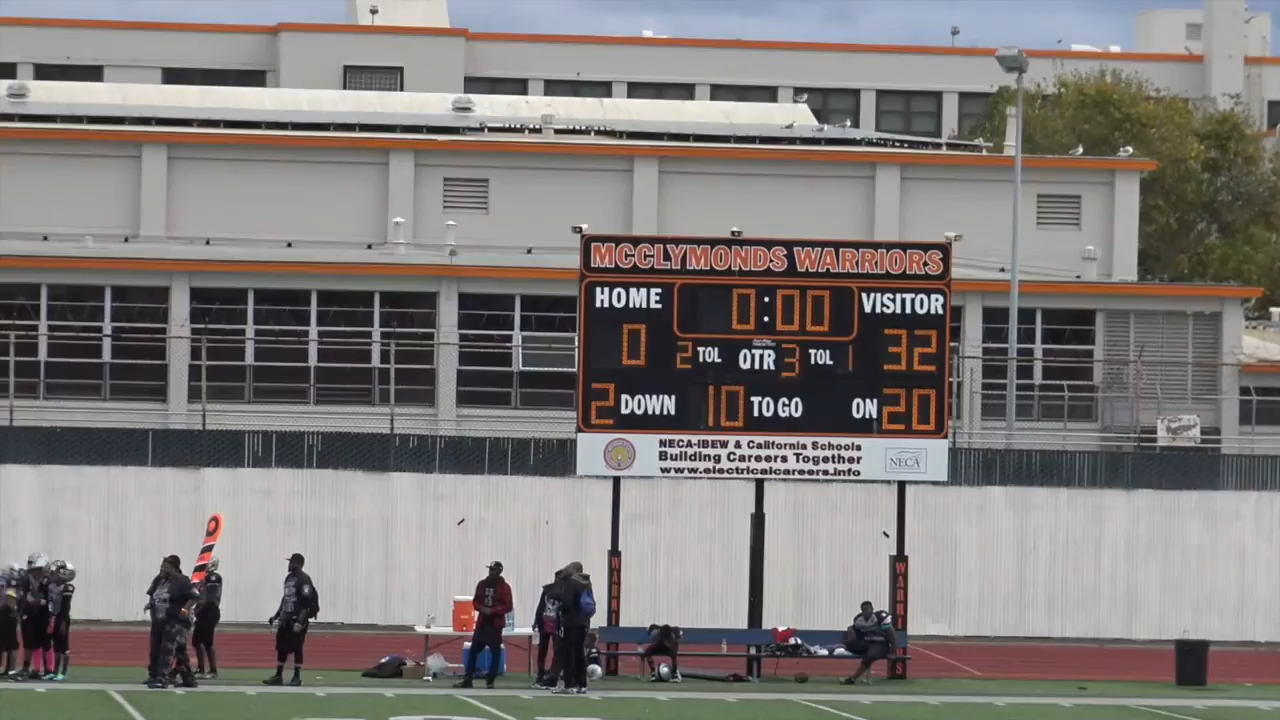 MCCLYMONDS WARRIORS
HOME 0:00 VISITOR
0 2 TOL QTR 3 TOL 1 32
2 DOWN 10 TO GO ON 20
NECA-IBEW & California Schools
Building Careers Together
www.electricalcareers.info
NECA